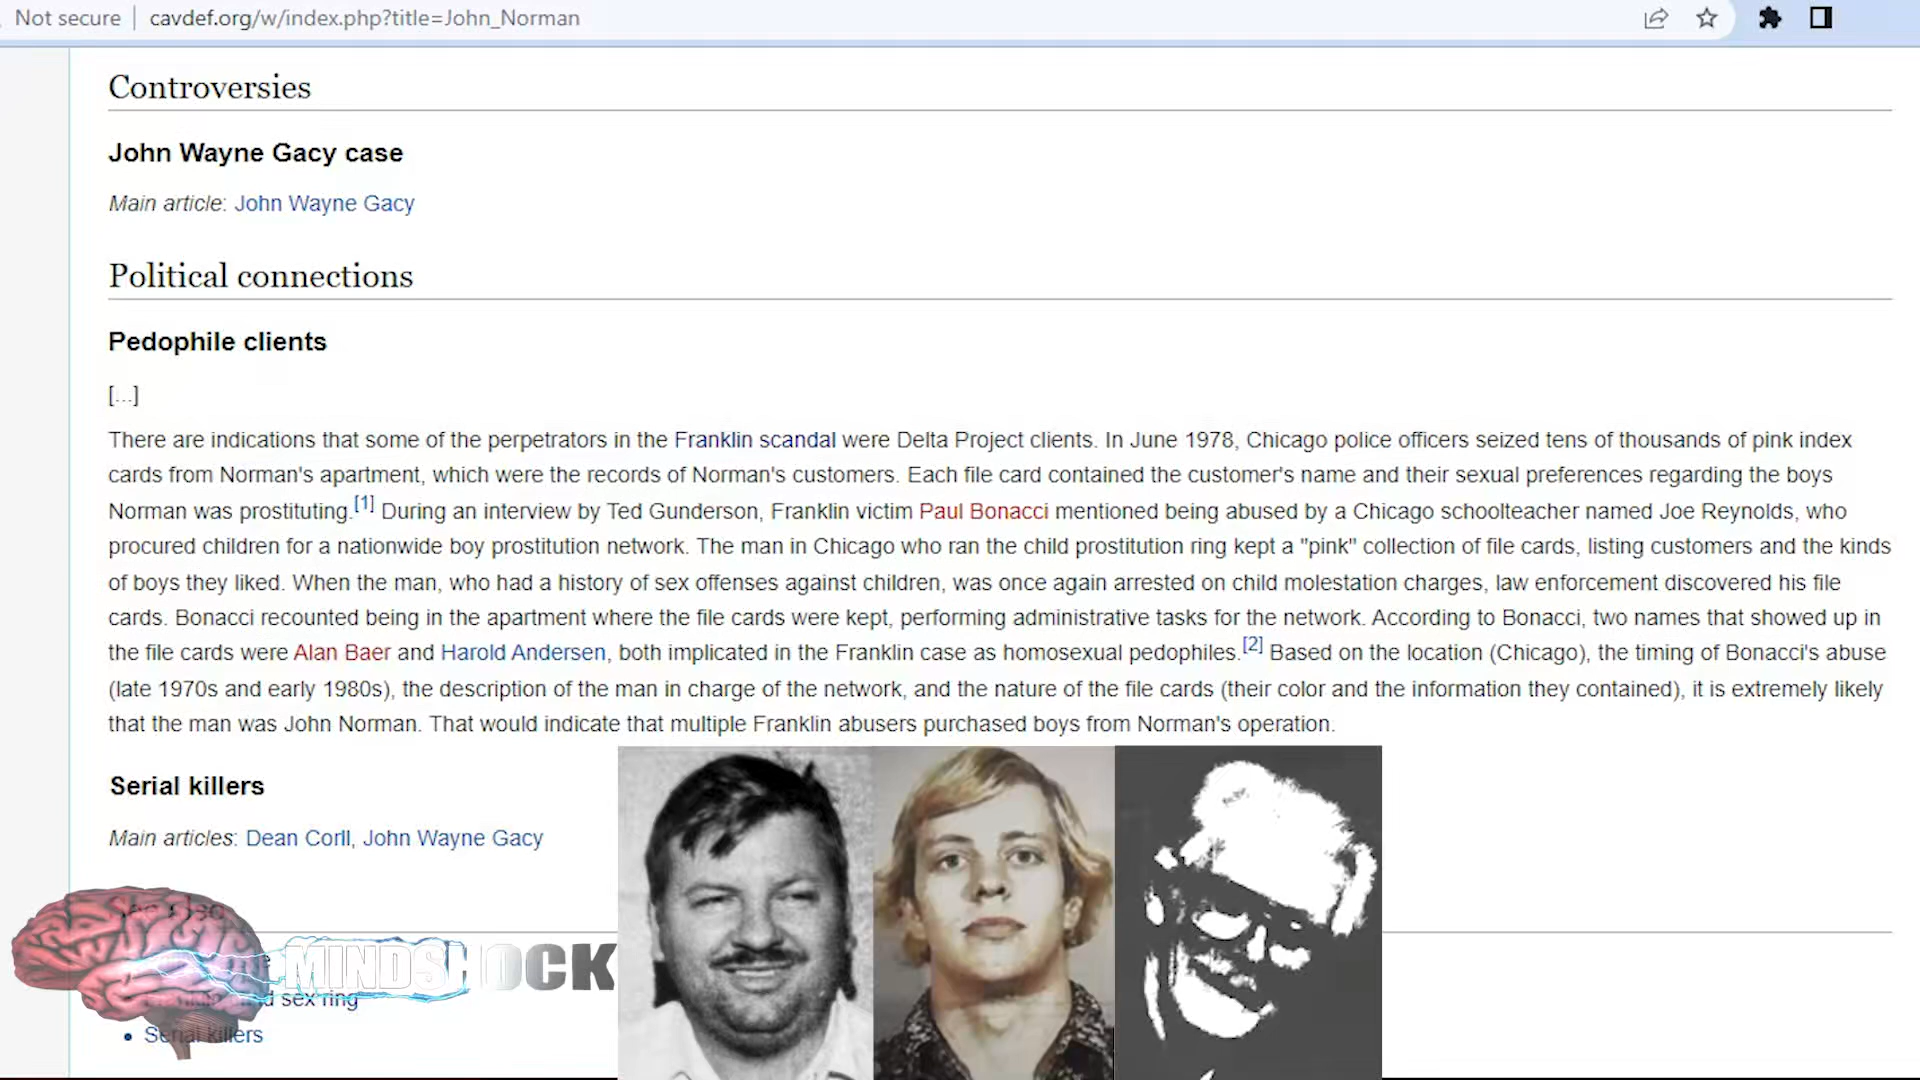 Not secure | cavdef.org/w/index.php?title=John_Norman
Controversies
John Wayne Gacy case
Main article: John Wayne Gacy
Political connections
Pedophile clients
[...]
There are indications that some of the perpetrators in the Franklin scandal were Delta Project clients. In June 1978, Chicago police officers seized tens of thousands of pink index
cards from Norman's apartment, which were the records of Norman's customers. Each file card contained the customer's name and their sexual preferences regarding the boys
Norman was prostituting.[1] During an interview by Ted Gunderson, Franklin victim Paul Bonacci mentioned being abused by a Chicago schoolteacher named Joe Reynolds, who
procured children for a nationwide boy prostitution network. The man in Chicago who ran the child prostitution ring kept a "pink" collection of file cards, listing customers and the kinds
of boys they liked. When the man, who had a history of sex offenses against children, was once again arrested on child molestation charges, law enforcement discovered his file
cards. Bonacci recounted being in the apartment where the file cards were kept, performing administrative tasks for the network. According to Bonacci, two names that showed up in
the file cards were Alan Baer and Harold Andersen, both implicated in the Franklin case as homosexual pedophiles.[2] Based on the location (Chicago), the timing of Bonacci's abuse
(late 1970s and early 1980s), the description of the man in charge of the network, and the nature of the file cards (their color and the information they contained), it is extremely likely
that the man was John Norman. That would indicate that multiple Franklin abusers purchased boys from Norman's operation.
Serial killers
Main articles: Dean Corll, John Wayne Gacy
MINDSHOCK
sex ring
Serial killers